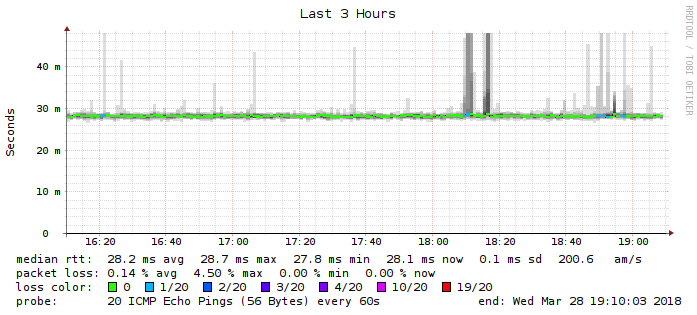 Last 3 Hours
RRDTOOL / TOBI OETIKER
Seconds
40 m
30 m
20 m
10 m
0
16:20 16:40 17:00 17:20 17:40 18:00 18:20 18:40 19:00
median rtt: 28.2 ms avg 28.7 ms max 27.8 ms min 28.1 ms now 0.1 ms sd 200.6 am/s
packet loss: 0.14 % avg 4.50 % max 0.00 % min 0.00 % now
loss color: 0 1/20 2/20 3/20 4/20 10/20 19/20
probe: 20 ICMP Echo Pings (56 Bytes) every 60s end: Wed Mar 28 19:10:03 2018